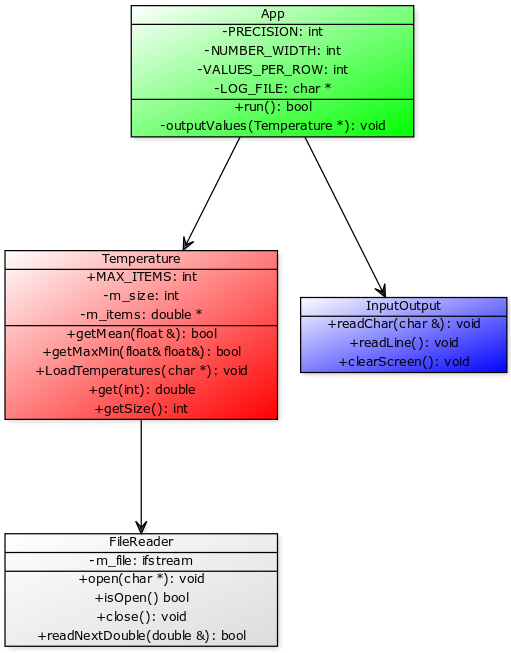 App
-PRECISION: int
-NUMBER_WIDTH: int
-VALUES_PER_ROW: int
-LOG_FILE: char *
+run(): bool
-outputValues(Temperature *): void
Temperature
+MAX_ITEMS: int
-m_size: int
-m_items: double *
+getMean(float &): bool
+getMaxMin(float& float&): bool
+LoadTemperatures(char *): void
+get(int): double
+getSize(): int
InputOutput
+readChar(char &): void
+readLine(): void
+clearScreen(): void
FileReader
-m_file: ifstream
+open(char *): void
+isOpen() bool
+close(): void
+readNextDouble(double &): bool